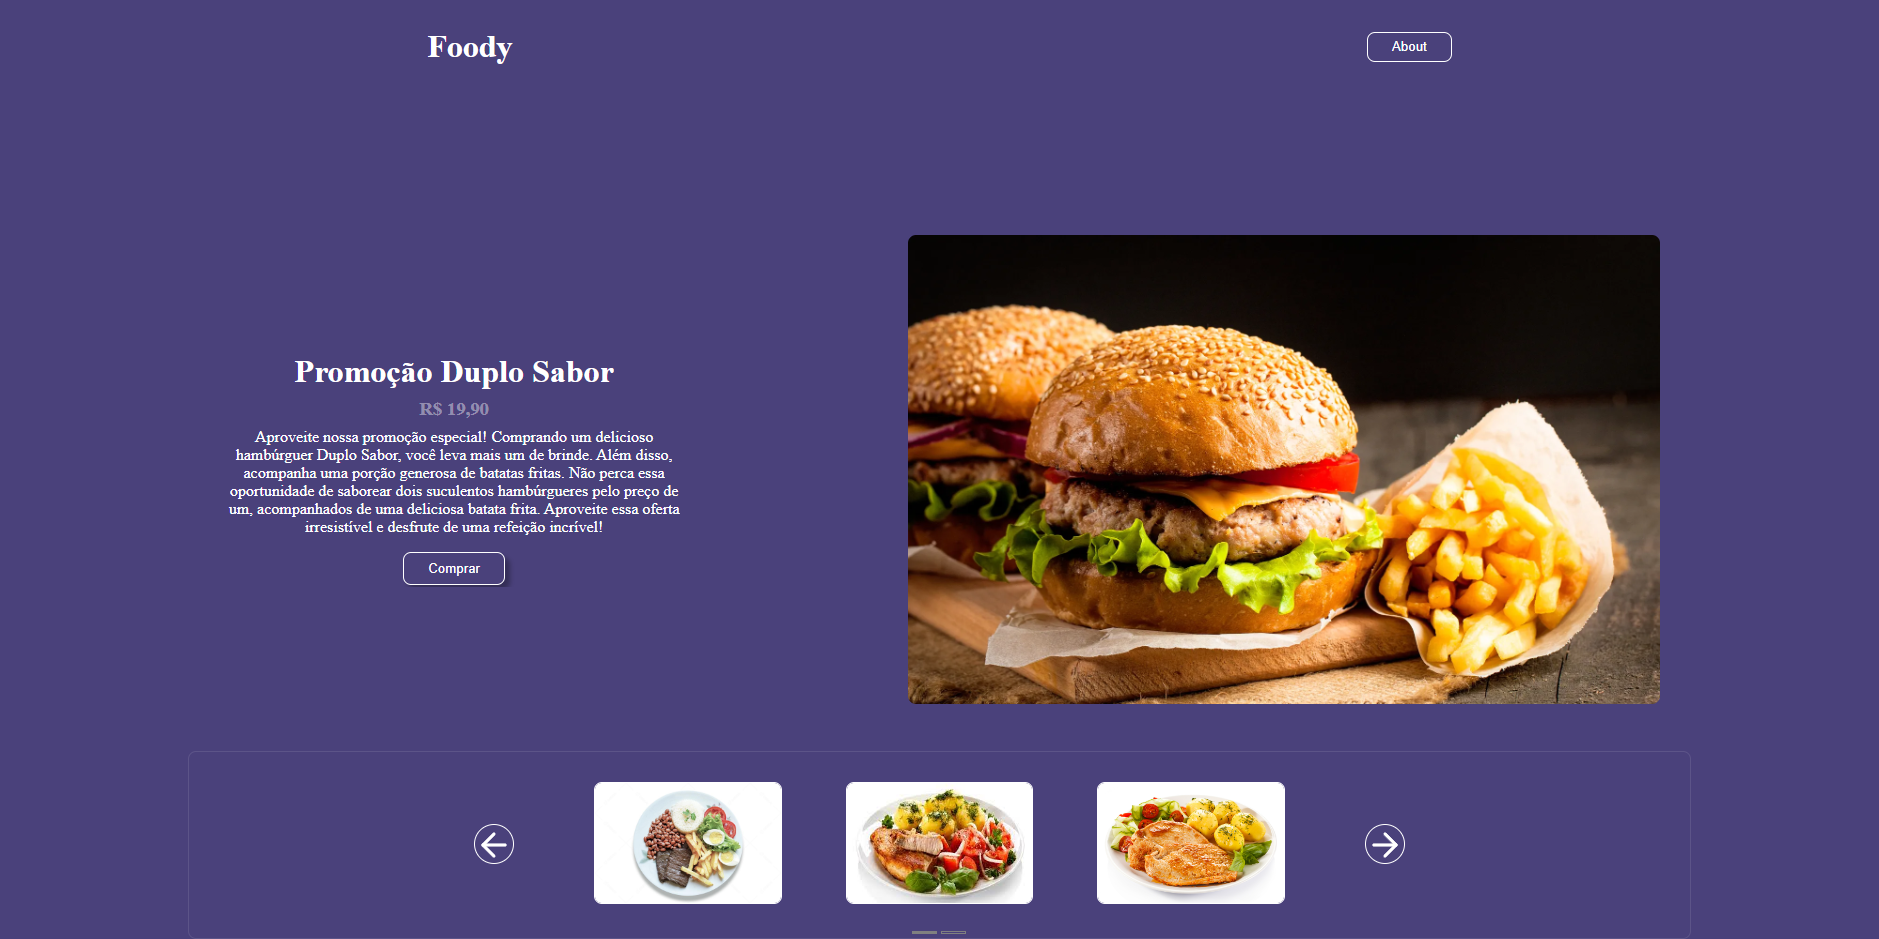 Foody
About
Promoção Duplo Sabor
R$ 19,90
Aproveite nossa promoção especial! Comprando um delicioso
hambúrguer Duplo Sabor, você leva mais um de brinde. Além disso,
acompanha uma porção generosa de batatas fritas. Não perca essa
oportunidade de saborear dois suculentos hambúrgueres pelo preço de
um, acompanhados de uma deliciosa batata frita. Aproveite essa oferta
irresistível e desfrute de uma refeição incrível!
Comprar